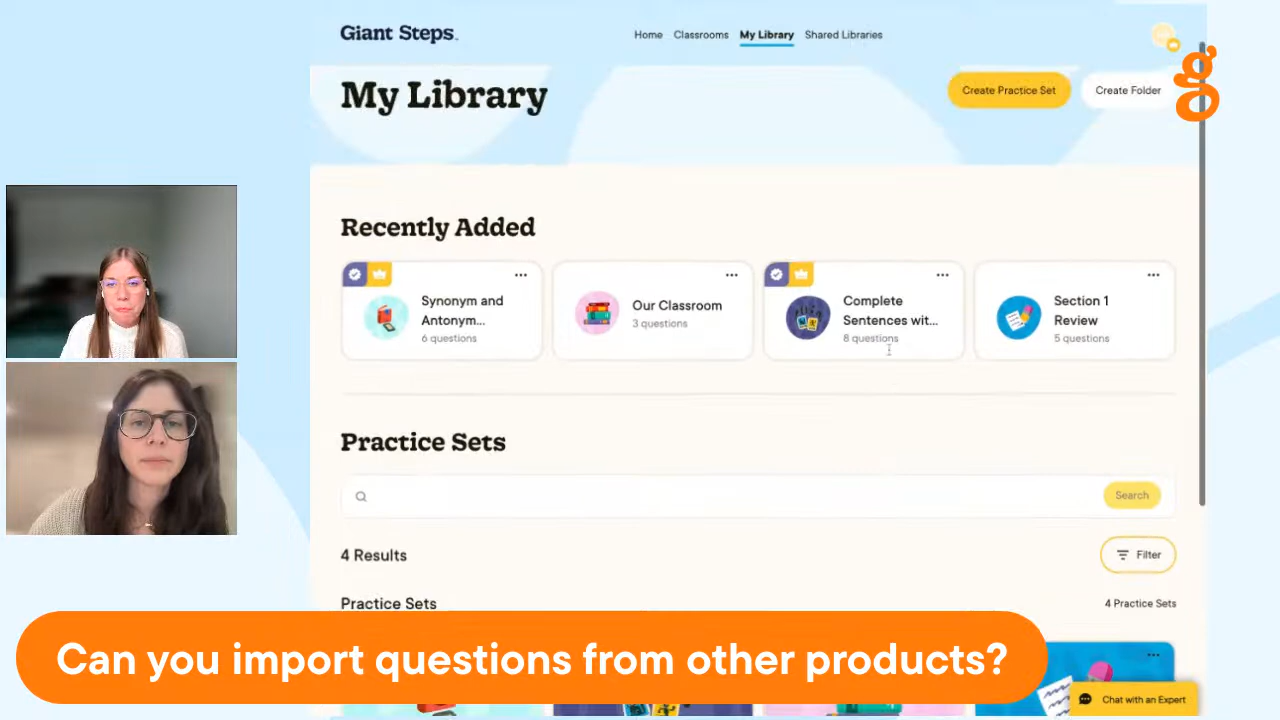 Giant Steps
Home Classrooms My Library Shared Libraries
g
My Library
Create Practice Set
Create Folder
Recently Added
Synonym and
Antonym...
6 questions
Our Classroom
3 questions
Complete
Sentences wit...
8 questions
Section 1
Review
5 questions
Practice Sets
Search
4 Results
Filter
Practice Sets
4 Practice Sets
Can you import questions from other products?
Chat with an Expert